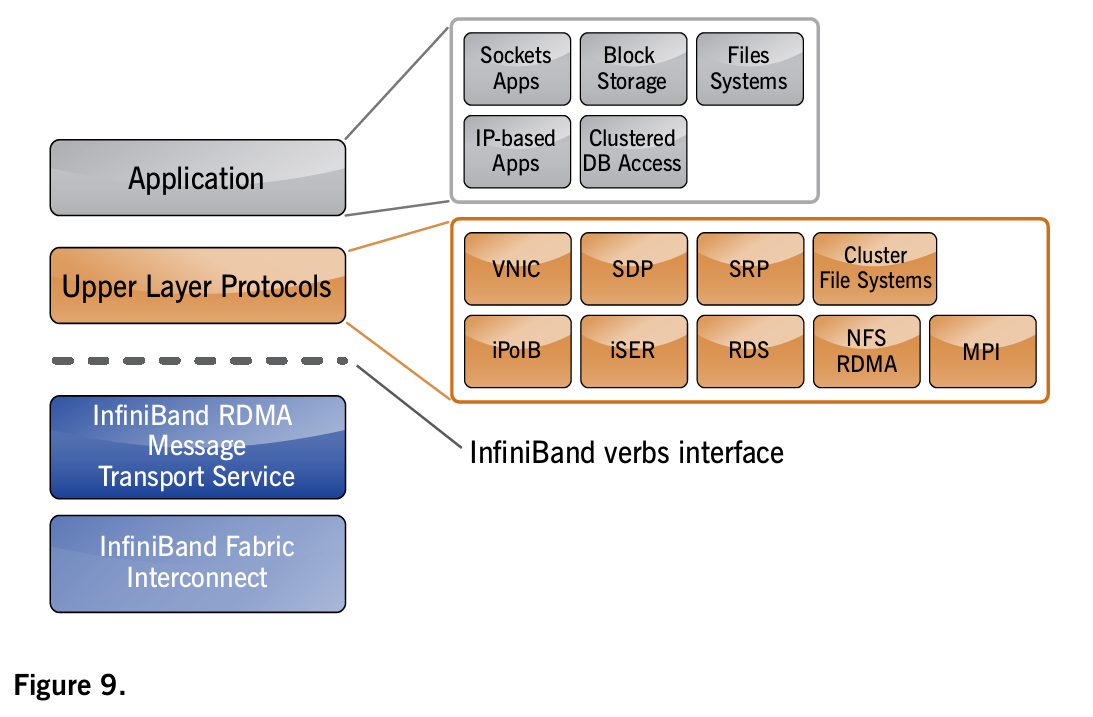 Sockets
Apps
Block
Storage
Files
Systems
IP-based
Apps
Clustered
DB Access
Application
Upper Layer Protocols
VNIC
SDP
SRP
Cluster
File Systems
iPoIB
iSER
RDS
NFS
RDMA
MPI
InfiniBand RDMA
Message
Transport Service
InfiniBand verbs interface
InfiniBand Fabric
Interconnect
Figure 9.